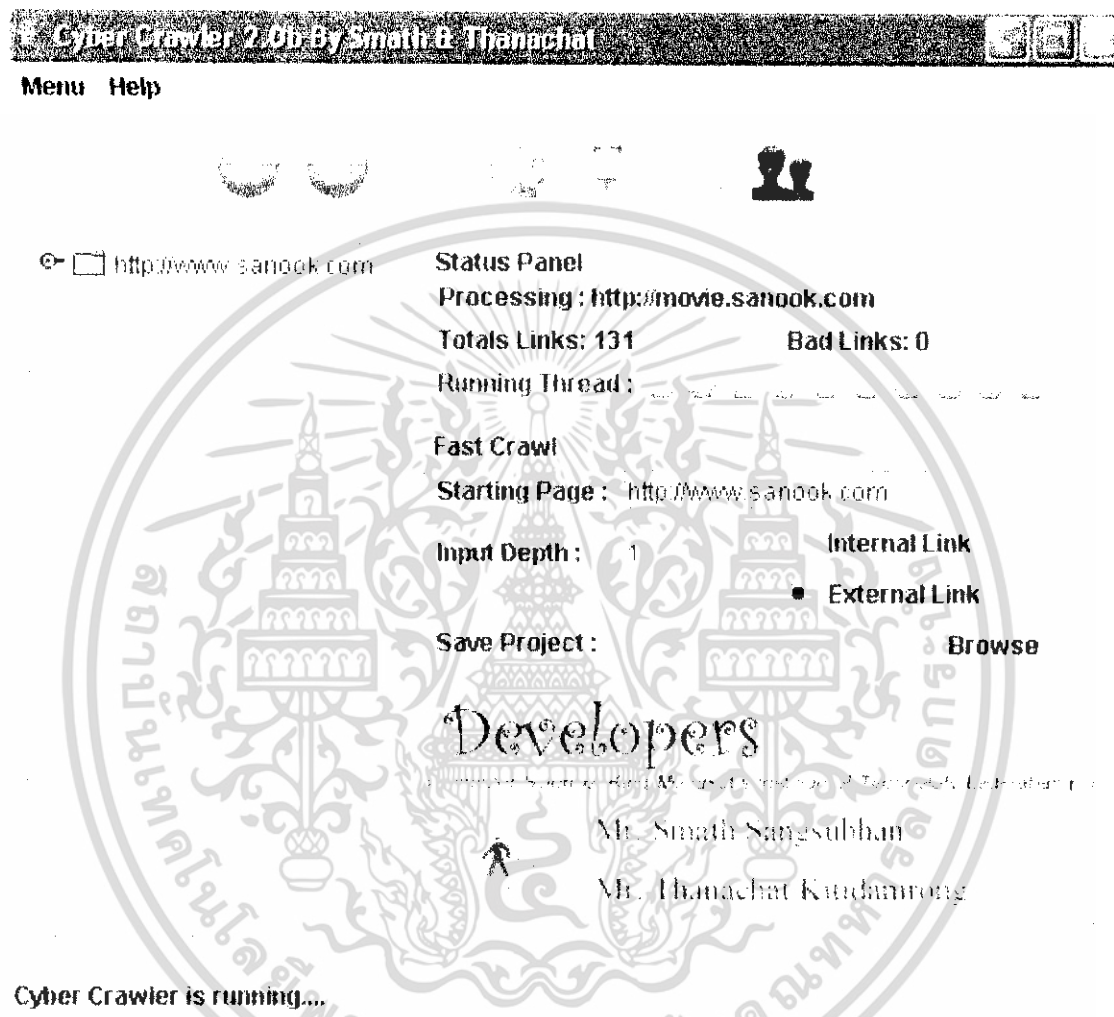 Cyber Crawler 2.0b By Smath & Thanachat
Menu Help
http://www.sanook.com
Status Panel
Processing : http://movie.sanook.com
Totals Links: 131 Bad Links: 0
Running Thread :
Fast Crawl
Starting Page : http://www.sanook.com
Input Depth : 1
Internal Link
External Link
Save Project : Browse
Developers
Mr. Smath Sangsubhan
Mr. Thanachat
Cyber Crawler is running....